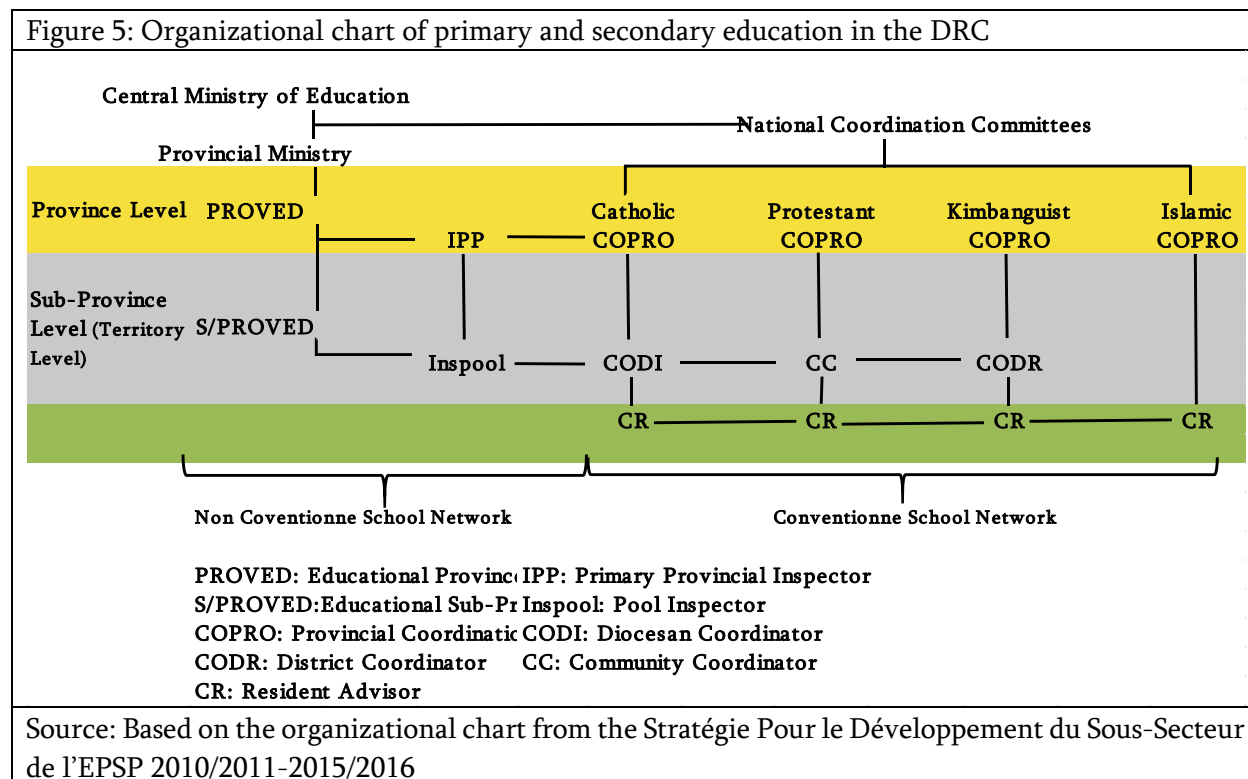 Figure 5: Organizational chart of primary and secondary education in the DRC
Central Ministry of Education
National Coordination Committees
Provincial Ministry
Province Level PROVED
IPP
Catholic COPRO
Protestant COPRO
Kimbanguist COPRO
Islamic COPRO
Sub-Province
Level (Territory
Level)
S/PROVED
Inspool
CODI
CC
CODR
CR
CR
CR
CR
Non Coventionne School Network
Conventionne School Network
PROVED: Educational Provinc IPP: Primary Provincial Inspector
S/PROVED:Educational Sub-Pr Inspool: Pool Inspector
COPRO: Provincial Coordinatio CODI: Diocesan Coordinator
CODR: District Coordinator CC: Community Coordinator
CR: Resident Advisor
Source: Based on the organizational chart from the Stratégie Pour le Développement du Sous-Secteur
de l’EPSP 2010/2011-2015/2016